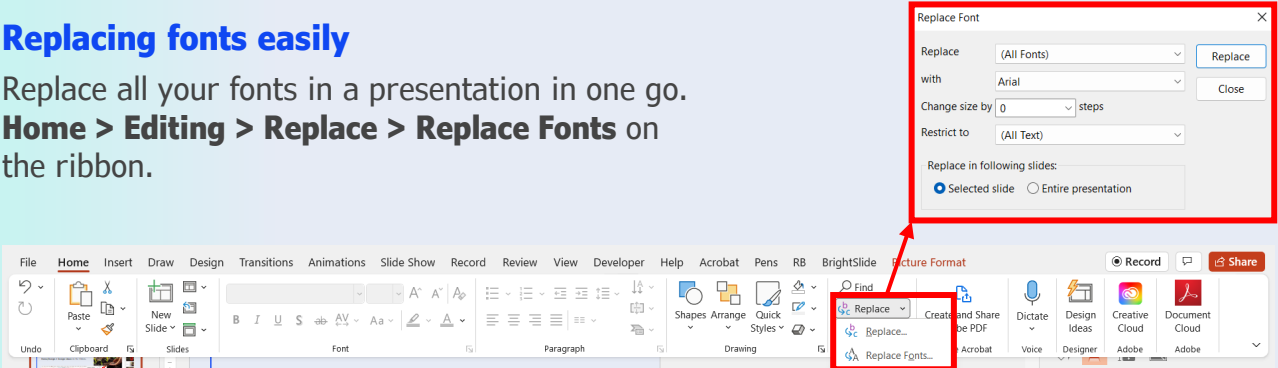 Replacing fonts easily
Replace all your fonts in a presentation in one go.
Home > Editing > Replace > Replace Fonts on
the ribbon.
Replace Font
Replace (All Fonts) Replace
with Arial Close
Change size by 0 steps
Restrict to (All Text)
Replace in following slides:
Selected slide Entire presentation
File Home Insert Draw Design Transitions Animations Slide Show Record Review View Developer Help Acrobat Pens RB BrightSlide Picture Format Record Share
Find
Paste New Slide B I U S ab AV Aa A Shapes Arrange Quick Styles Replace Create and Share Dictate Design Ideas Creative Cloud Document Cloud
Replace...
Undo Clipboard Slides Font Paragraph Drawing Acrobat Voice Designer Adobe Adobe
Replace Fonts...